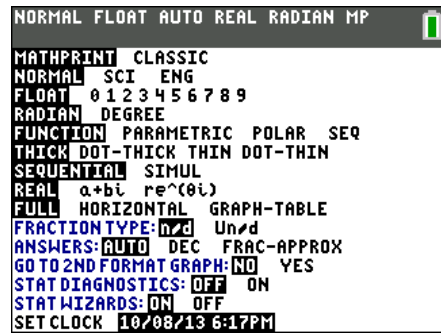 NORMAL FLOAT AUTO REAL RADIAN MP
MATHPRINT CLASSIC
NORMAL SCI ENG
FLOAT 0 1 2 3 4 5 6 7 8 9
RADIAN DEGREE
FUNCTION PARAMETRIC POLAR SEQ
THICK DOT-THICK THIN DOT-THIN
SEQUENTIAL SIMUL
REAL a+bi re^(θi)
FULL HORIZONTAL GRAPH-TABLE
FRACTION TYPE: n/d Un/d
ANSWERS: AUTO DEC FRAC-APPROX
GO TO 2ND FORMAT GRAPH: NO YES
STAT DIAGNOSTICS: OFF ON
STAT WIZARDS: ON OFF
SET CLOCK 10/08/13 6:17PM